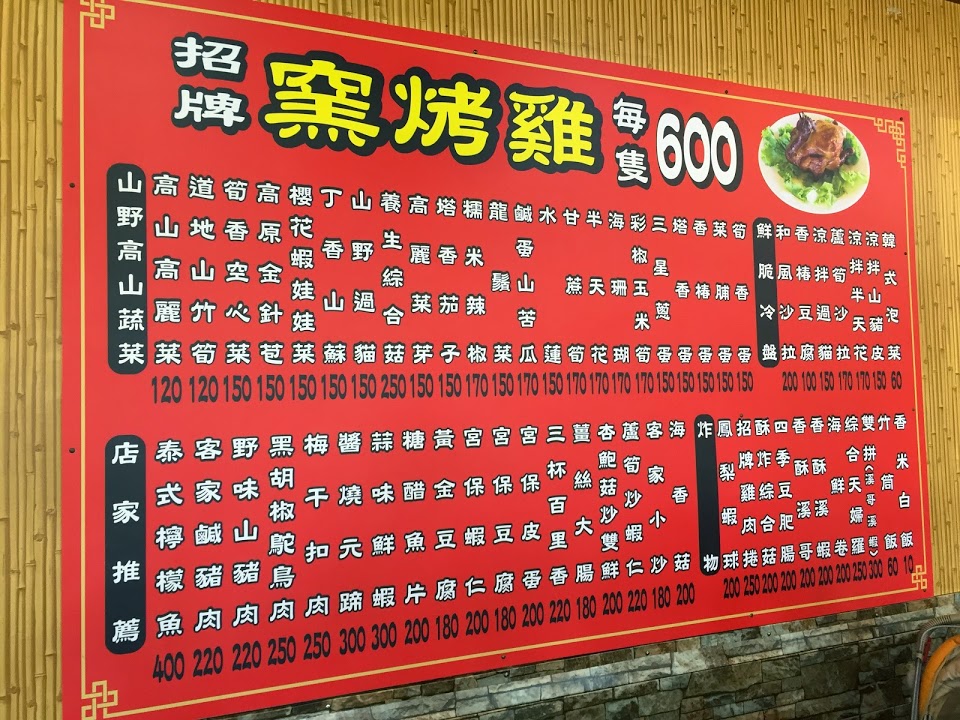 招牌
窯烤雞
每隻
600
山野高山蔬菜
高山高麗菜 120
道地山竹筍 120
筍香空心菜 150
高原金針苞 150
櫻花蝦娃娃菜 150
丁香山蘇 150
山野過貓 150
養生綜合菇 250
高麗菜芽 150
塔香茄子 150
糯米辣椒 170
龍鬚菜 150
鹹蛋山苦瓜 170
水蓮 150
甘蔗筍 170
半天花 170
海珊瑚 170
彩椒玉米筍 170
三星蔥蛋 150
塔香蛋 150
香椿蛋 150
菜脯蛋 150
筍香蛋 150
鮮脆冷盤
和風沙拉 200
香椿豆腐 100
涼拌過貓 150
蘆筍沙拉 170
涼拌半天花 170
涼拌山豬皮 150
韓式泡菜 60
店家推薦
泰式檸檬魚 400
客家鹹豬肉 220
野味山豬肉 220
黑胡椒鴕鳥肉 250
梅干扣肉 250
醬燒元蹄 300
蒜味鮮蝦 300
糖醋魚片 200
黃金豆腐 180
宮保蝦仁 200
宮保豆腐 180
宮保皮蛋 200
三杯百里香 220
薑絲大腸 180
杏鮑菇炒雙鮮 200
蘆筍炒蝦仁 220
客家小炒 180
海香菇 200
炸物
鳳梨蝦球 200
招牌雞肉捲 250
酥炸綜合菇 200
四季豆肥腸 200
香酥溪哥 200
香酥溪蝦 200
海鮮卷 200
綜合天婦羅 250
雙拼(溪哥溪蝦) 300
竹筒飯 60
香米白飯 10